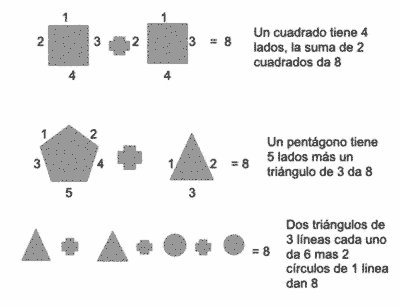 1 1
2 3 2 3 = 8
4 4
Un cuadrado tiene 4
lados, la suma de 2
cuadrados da 8
1 2
3 4 1 2 = 8
5 3
Un pentágono tiene
5 lados más un
triángulo de 3 da 8
= 8
Dos triángulos de
3 líneas cada uno
da 6 mas 2
círculos de 1 linea
dan 8